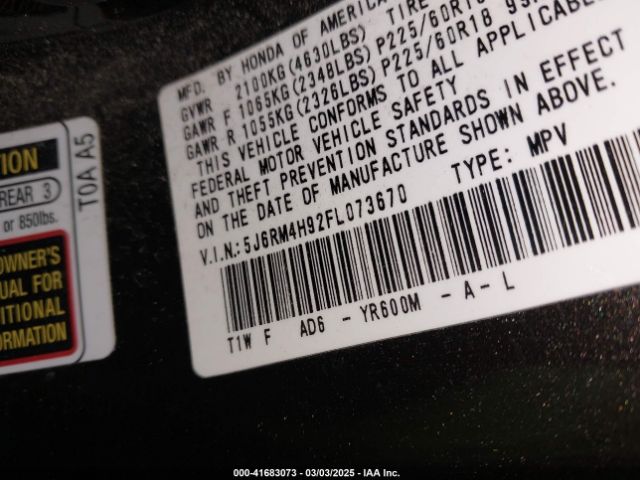 MFD. BY HONDA OF AMERICA
GVWR 2100KG(4630LBS) TIRE
GAWR F 1065KG(2348LBS) P225/60R18
GAWR R 1055KG(2326LBS) P225/60R18
THIS VEHICLE CONFORMS TO ALL APPLICABLE
FEDERAL MOTOR VEHICLE SAFETY
AND THEFT PREVENTION STANDARDS IN EFFECT
ON THE DATE OF MANUFACTURE SHOWN ABOVE.
V.I.N.: 5J6RM4H92FL073670 TYPE: MPV
T1W F AD6 - YR600M - A - L
TION
REAR 3
or 850lbs.
OWNER'S
UAL FOR
ITIONAL
ORMATION
T0A A5
000-41683073 - 03/03/2025 - IAA Inc.